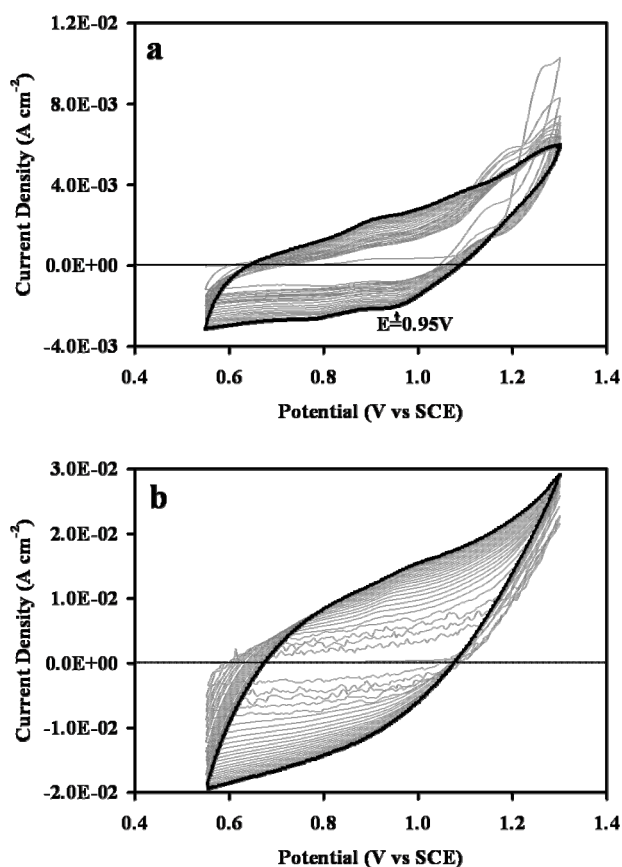 a
1.2E-02
8.0E-03
4.0E-03
0.0E+00
-4.0E-03
Current Density (A cm⁻²)
E=0.95V
0.4 0.6 0.8 1.0 1.2 1.4
Potential (V vs SCE)
b
3.0E-02
2.0E-02
1.0E-02
0.0E+00
-1.0E-02
-2.0E-02
Current Density (A cm⁻²)
0.4 0.6 0.8 1.0 1.2 1.4
Potential (V vs SCE)